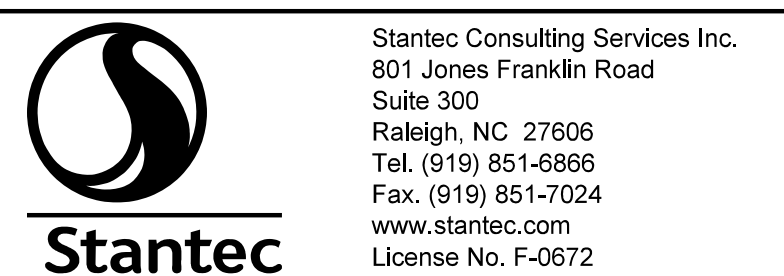 Stantec
Stantec Consulting Services Inc.
801 Jones Franklin Road
Suite 300
Raleigh, NC  27606
Tel. (919) 851-6866
Fax. (919) 851-7024
www.stantec.com
License No. F-0672